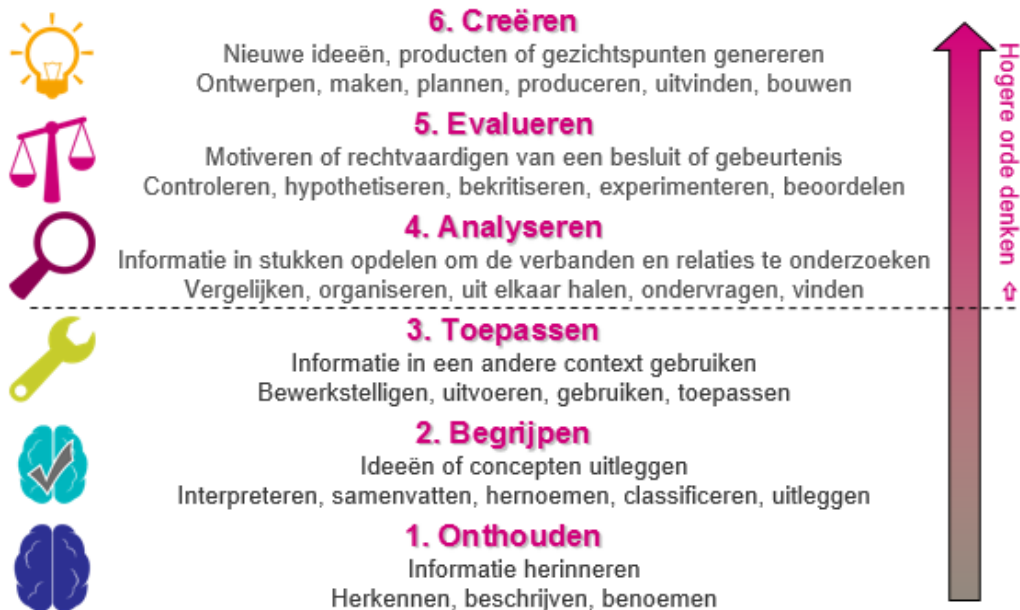 6. Creëren
Nieuwe ideeën, producten of gezichtspunten genereren
Ontwerpen, maken, plannen, produceren, uitvinden, bouwen
5. Evalueren
Motiveren of rechtvaardigen van een besluit of gebeurtenis
Controleren, hypothetiseren, bekritiseren, experimenteren, beoordelen
4. Analyseren
Informatie in stukken opdelen om de verbanden en relaties te onderzoeken
Vergelijken, organiseren, uit elkaar halen, ondervragen, vinden
3. Toepassen
Informatie in een andere context gebruiken
Bewerkstelligen, uitvoeren, gebruiken, toepassen
2. Begrijpen
Ideeën of concepten uitleggen
Interpreteren, samenvatten, hernoemen, classificeren, uitleggen
1. Onthouden
Informatie herinneren
Herkennen, beschrijven, benoemen
Hogere orde denken